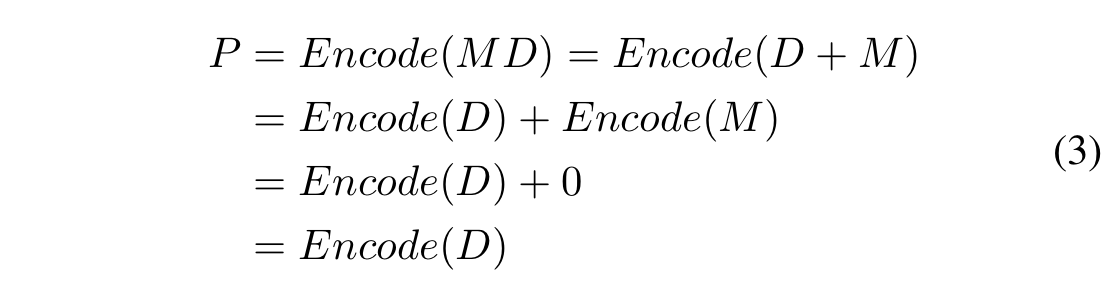 P = Encode(MD) = Encode(D + M)
= Encode(D) + Encode(M)
= Encode(D) + 0
= Encode(D)
(3)